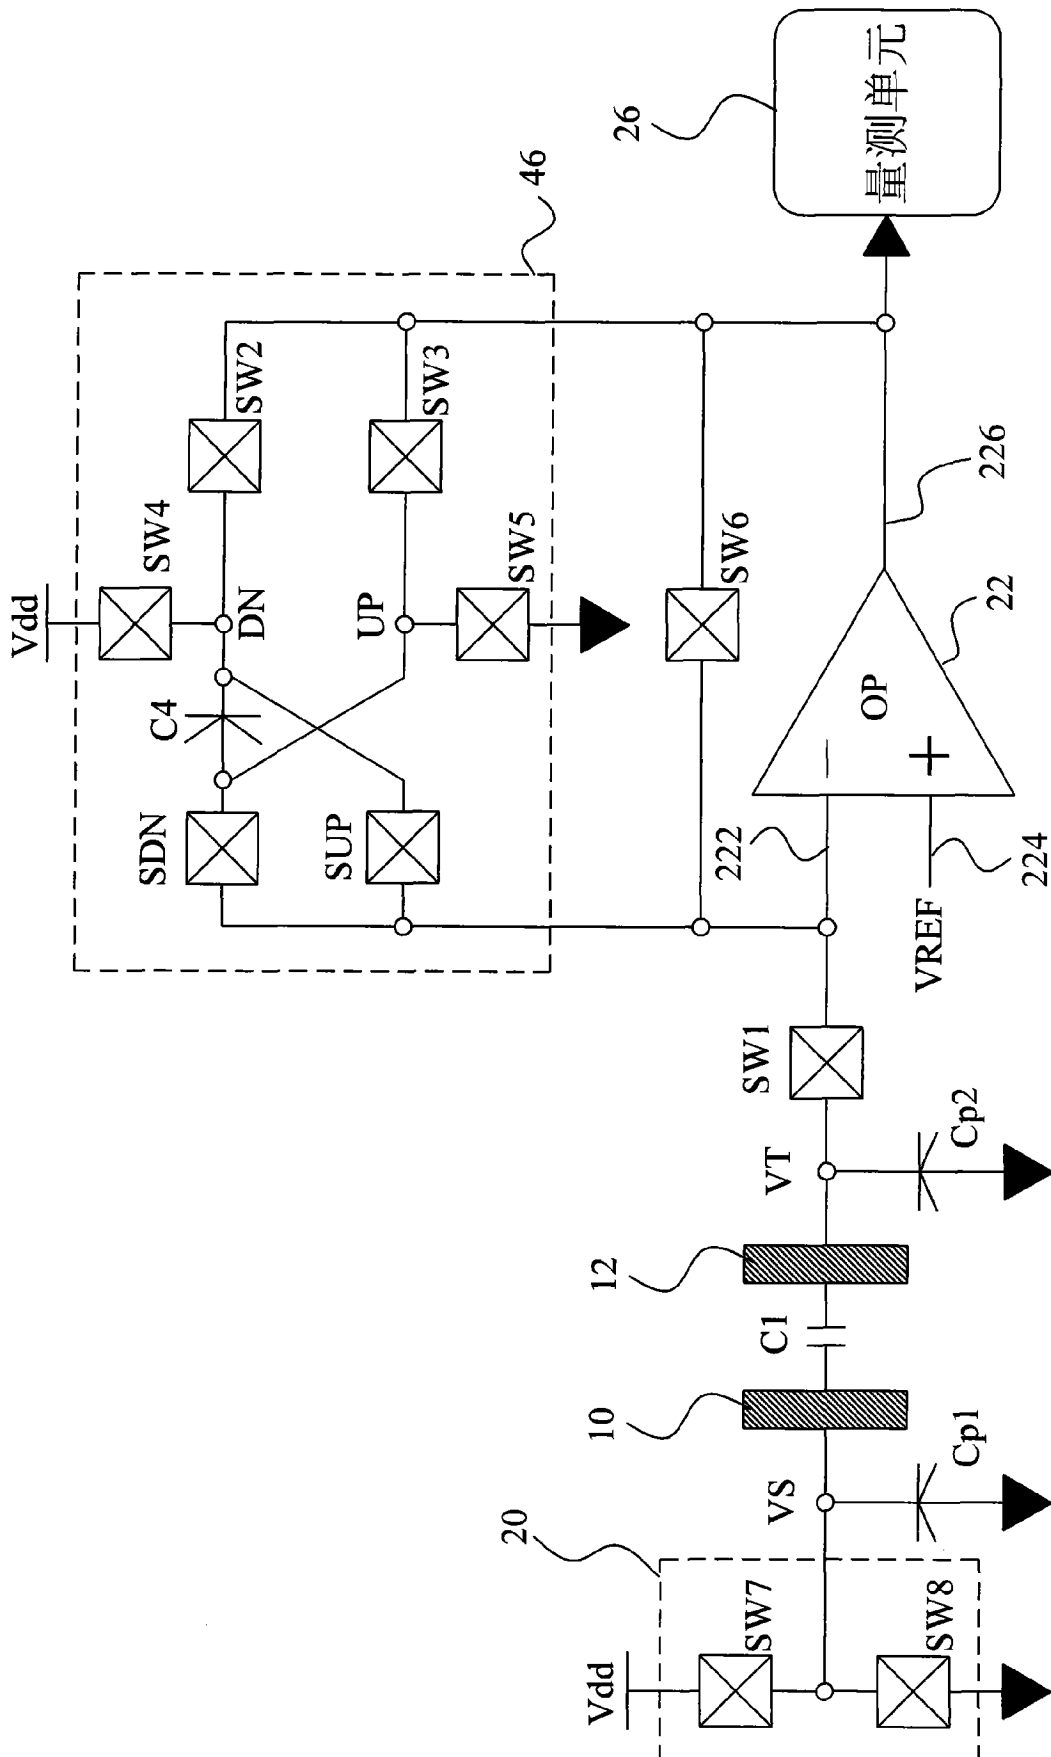 Vdd
SW4
46
26
量测单元
C4
DN
SW2
SDN
SUP
UP
SW3
SW5
SW6
222
OP
22
226
VREF
224
20
10
C1
12
VT
SW1
Vdd
SW7
VS
SW8
Cp1
Cp2